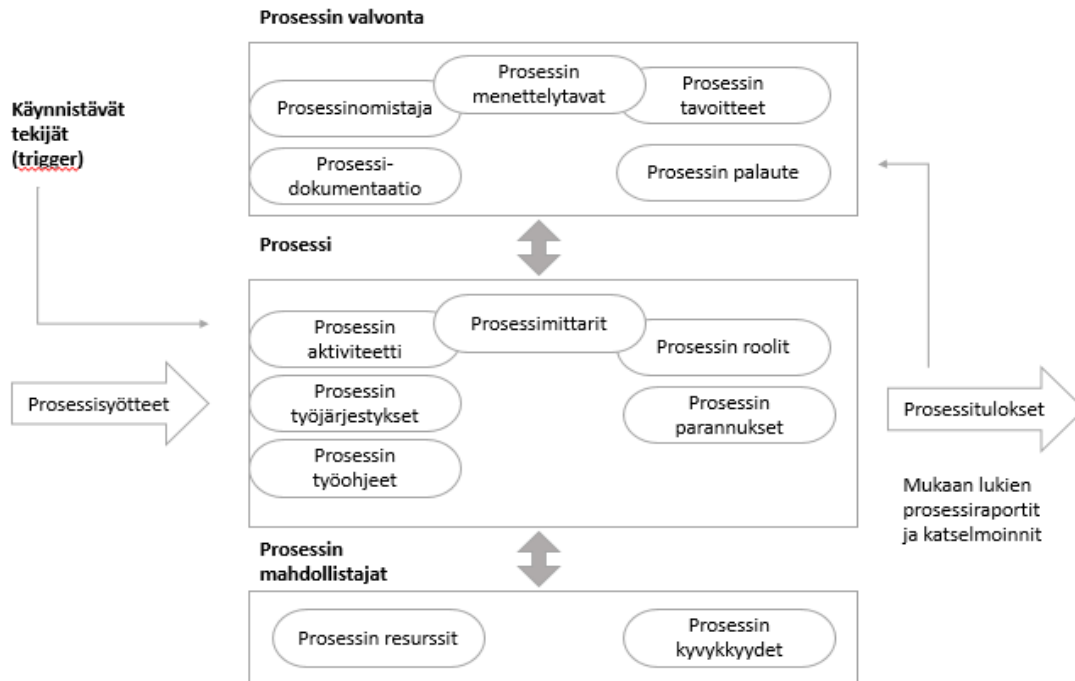 Prosessin valvonta
Prosessin
menettelytavat
Prosessinomistaja
Prosessin
tavoitteet
Prosessi-
dokumentaatio
Prosessin palaute
Käynnistävät
tekijät
(trigger)
Prosessi
Prosessimittarit
Prosessin
aktiviteetti
Prosessin roolit
Prosessin
työjärjestykset
Prosessin
parannukset
Prosessin
työohjeet
Prosessisyötteet
Prosessitulokset
Mukaan lukien
prosessiraportit
ja katselmoinnit
Prosessin
mahdollistajat
Prosessin resurssit
Prosessin
kyvykkyydet